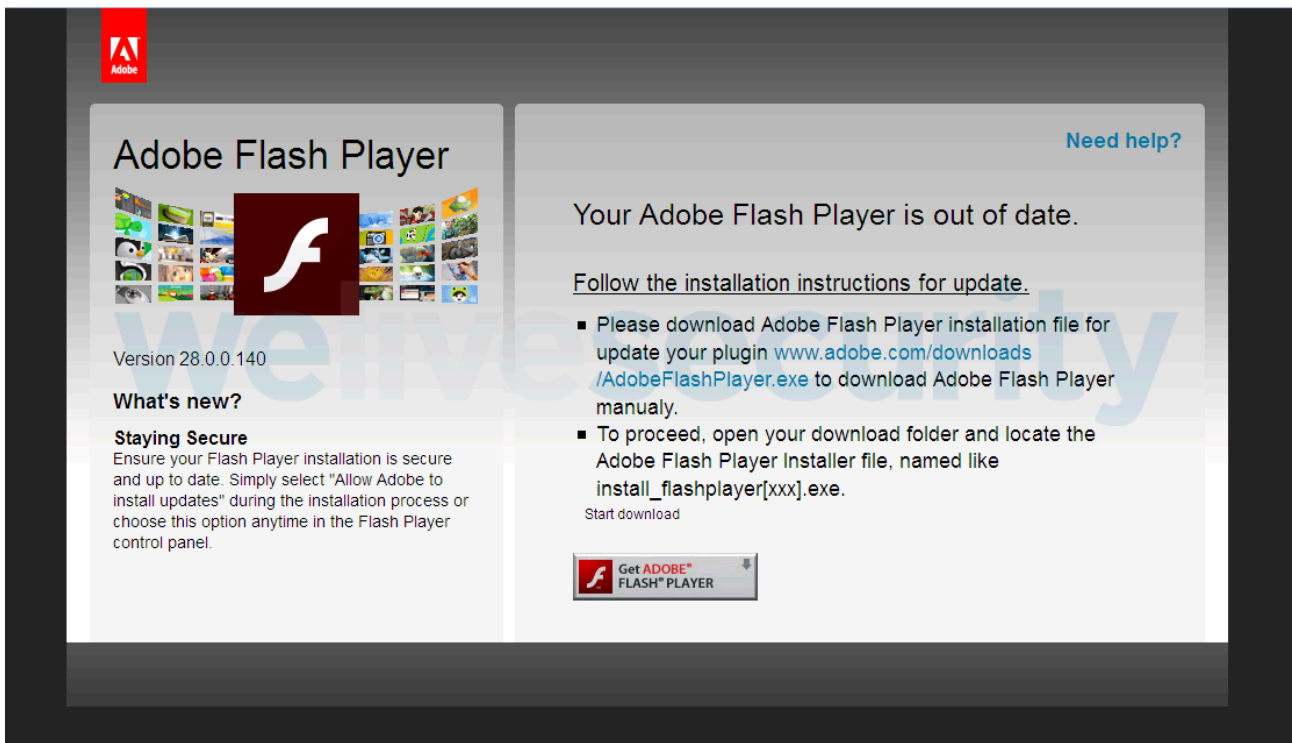 Adobe
Adobe Flash Player
Version 28.0.0.140
What's new?
Staying Secure
Ensure your Flash Player installation is secure
and up to date. Simply select "Allow Adobe to
install updates" during the installation process or
choose this option anytime in the Flash Player
control panel.
Need help?
Your Adobe Flash Player is out of date.
Follow the installation instructions for update.
Please download Adobe Flash Player installation file for
update your plugin www.adobe.com/downloads
/AdobeFlashPlayer.exe to download Adobe Flash Player
manualy.
To proceed, open your download folder and locate the
Adobe Flash Player Installer file, named like
install_flashplayer[xxx].exe.
Start download
Get ADOBE®
FLASH® PLAYER
welivesecurity